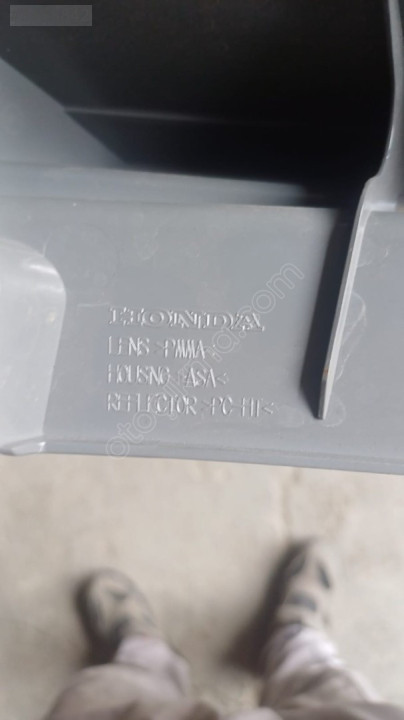 HONDA
LENS >PMMA<
HOUSING >ASA<
REFLECTOR >PC-HT<